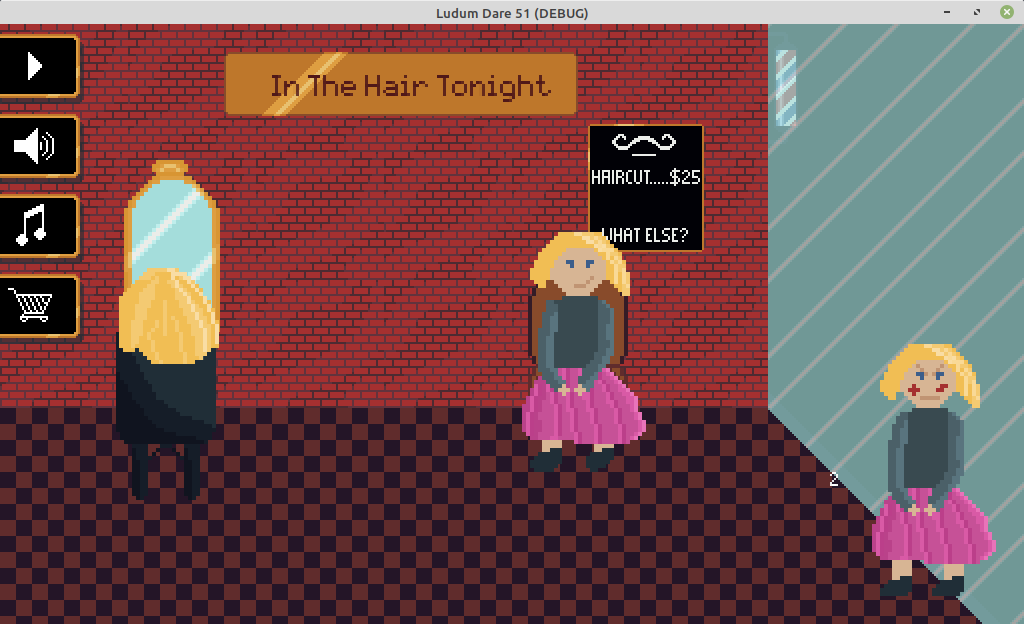 Ludum Dare 51 (DEBUG)
In The Hair Tonight
HAIRCUT.....$25
WHAT ELSE?
2